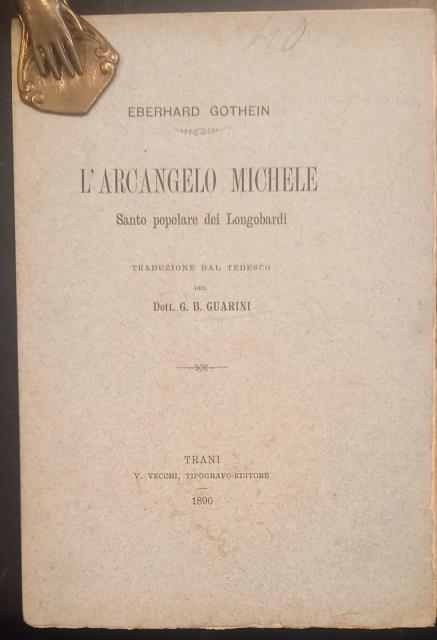 40
EBERHARD GOTHEIN
L'ARCANGELO MICHELE
Santo popolare dei Longobardi
TRADUZIONE DAL TEDESCO
DEL
Dott. G. B. GUARINI
TRANI
V. VECCHI, TIPOGRAFO-EDITORE
1896